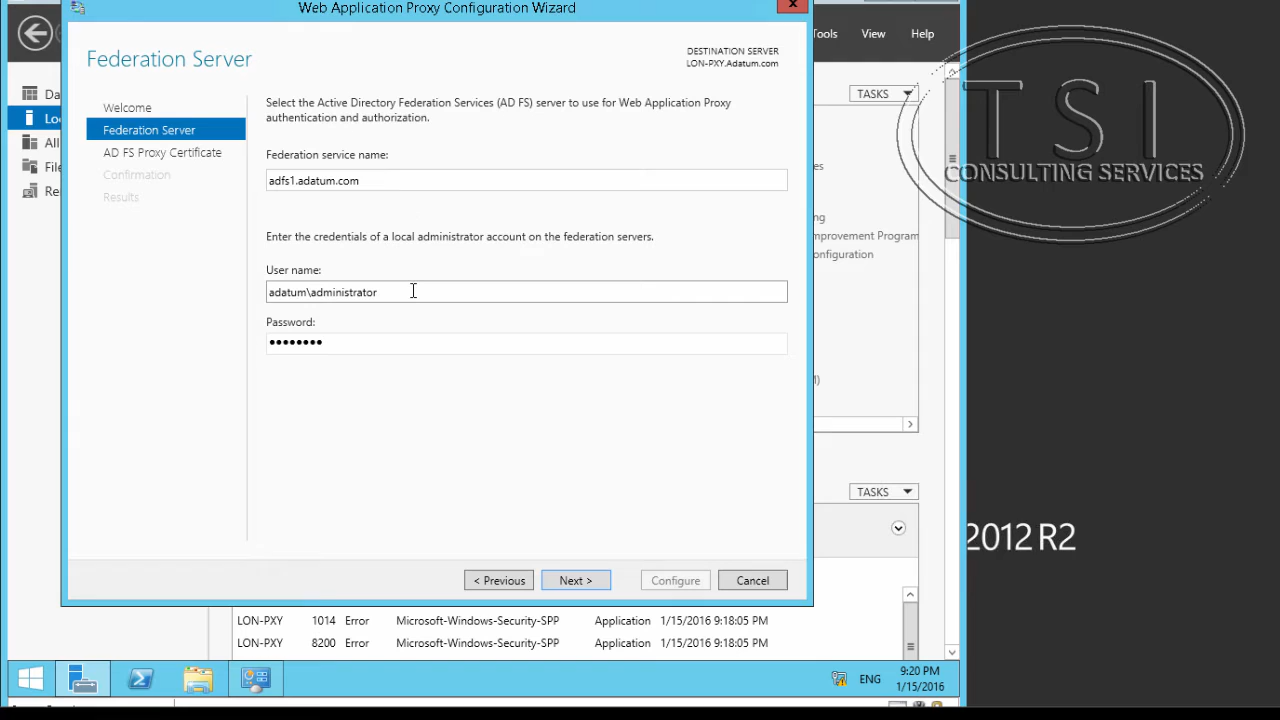 Web Application Proxy Configuration Wizard
Tools
View
Help
Federation Server
DESTINATION SERVER
LON-PXY.Adatum.com
Welcome
Federation Server
AD FS Proxy Certificate
Confirmation
Results
Select the Active Directory Federation Services (AD FS) server to use for Web Application Proxy
authentication and authorization.
Federation service name:
adfs1.adatum.com
Enter the credentials of a local administrator account on the federation servers.
User name:
adatum\administrator
Password:
••••••••
< Previous
Next >
Configure
Cancel
Da
Loc
All
File
Re
TASKS
mprovement Program
onfiguration
TASKS
TSI
CONSULTING SERVICES
2012 R2
LON-PXY 1014 Error Microsoft-Windows-Security-SPP Application 1/15/2016 9:18:05 PM
LON-PXY 8200 Error Microsoft-Windows-Security-SPP Application 1/15/2016 9:18:05 PM
ENG
9:20 PM
1/15/2016